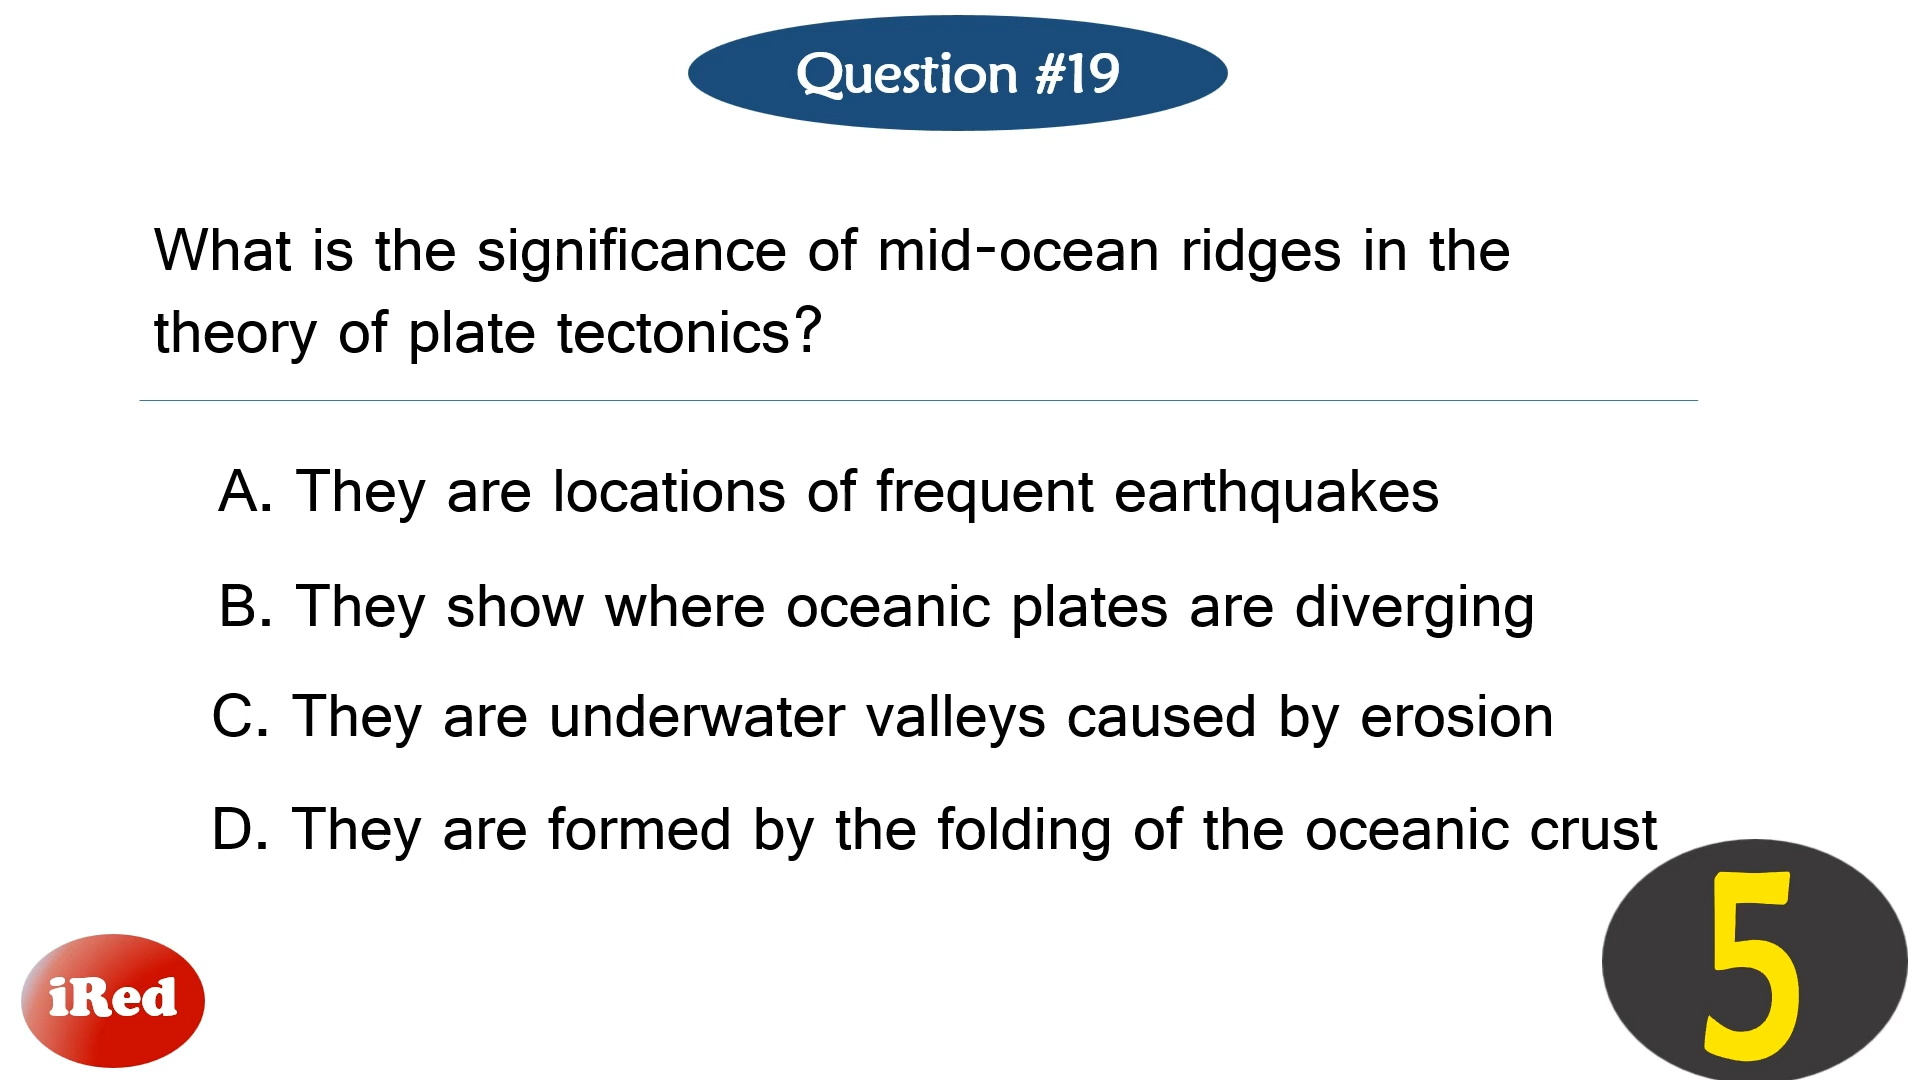 Question #19
What is the significance of mid-ocean ridges in the
theory of plate tectonics?
A. They are locations of frequent earthquakes
B. They show where oceanic plates are diverging
C. They are underwater valleys caused by erosion
D. They are formed by the folding of the oceanic crust
iRed
5